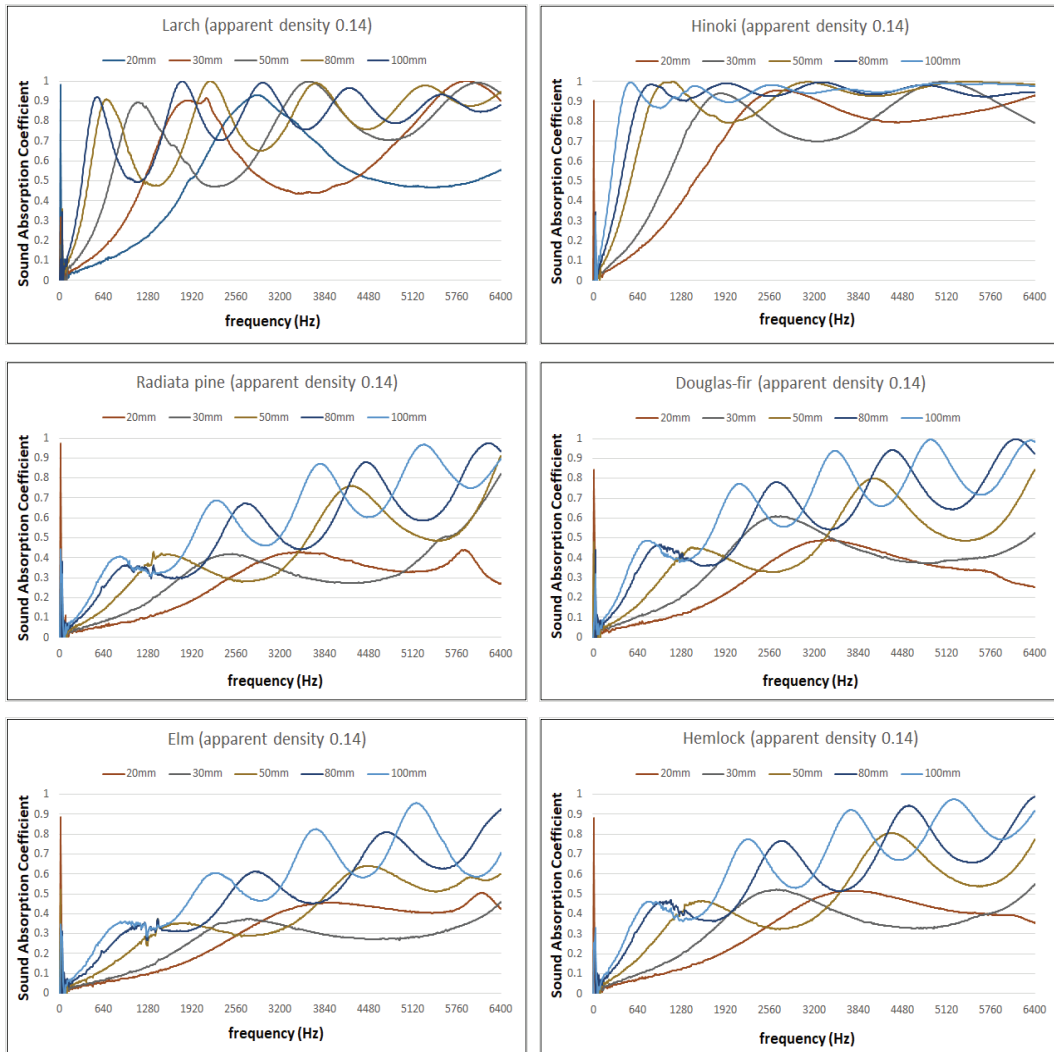 Larch (apparent density 0.14)
20mm 30mm 50mm 80mm 100mm
Sound Absorption Coefficient
1
0.9
0.8
0.7
0.6
0.5
0.4
0.3
0.2
0.1
0
0 640 1280 1920 2560 3200 3840 4480 5120 5760 6400
frequency (Hz)
Hinoki (apparent density 0.14)
20mm 30mm 50mm 80mm 100mm
Sound Absorption Coefficient
1
0.9
0.8
0.7
0.6
0.5
0.4
0.3
0.2
0.1
0
0 640 1280 1920 2560 3200 3840 4480 5120 5760 6400
frequency (Hz)
Radiata pine (apparent density 0.14)
20mm 30mm 50mm 80mm 100mm
Sound Absorption Coefficient
1
0.9
0.8
0.7
0.6
0.5
0.4
0.3
0.2
0.1
0
0 640 1280 1920 2560 3200 3840 4480 5120 5760 6400
frequency (Hz)
Douglas-fir (apparent density 0.14)
20mm 30mm 50mm 80mm 100mm
Sound Absorption Coefficient
1
0.9
0.8
0.7
0.6
0.5
0.4
0.3
0.2
0.1
0
0 640 1280 1920 2560 3200 3840 4480 5120 5760 6400
frequency (Hz)
Elm (apparent density 0.14)
20mm 30mm 50mm 80mm 100mm
Sound Absorption Coefficient
1
0.9
0.8
0.7
0.6
0.5
0.4
0.3
0.2
0.1
0
0 640 1280 1920 2560 3200 3840 4480 5120 5760 6400
frequency (Hz)
Hemlock (apparent density 0.14)
20mm 30mm 50mm 80mm 100mm
Sound Absorption Coefficient
1
0.9
0.8
0.7
0.6
0.5
0.4
0.3
0.2
0.1
0
0 640 1280 1920 2560 3200 3840 4480 5120 5760 6400
frequency (Hz)